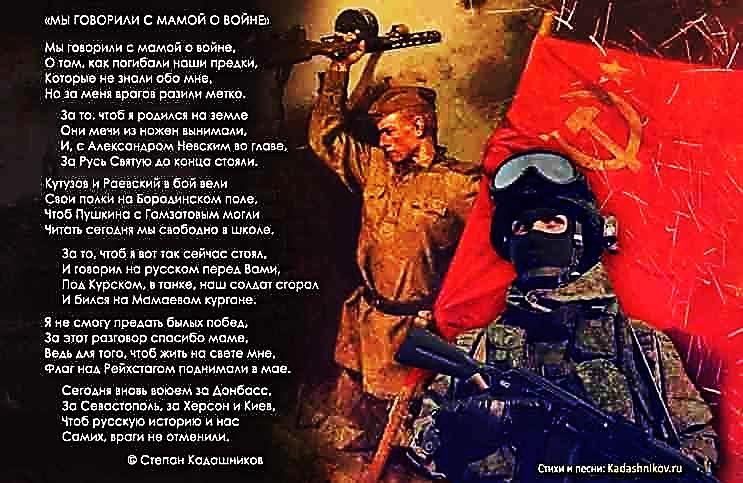 «МЫ ГОВОРИЛИ С МАМОЙ О ВОЙНЕ»
Мы говорили с мамой о войне,
О том, как погибали наши предки,
Которые не знали обо мне,
Но за меня врагов разили метко.
За то, чтоб я родился на земле
Они мечи из ножен вынимали,
И, с Александром Невским во главе,
За Русь Святую до конца стояли.
Кутузов и Раевский в бой вели
Свои полки на Бородинском поле,
Чтоб Пушкина с Гамзатовым могли
Читать сегодня мы свободно в школе.
За то, чтоб я вот так сейчас стоял,
И говорил на русском перед Вами,
Под Курском, в танке, наш солдат сгорал
И бился на Мамаевом кургане.
Я не смогу предать былых побед,
За этот разговор спасибо маме,
Ведь для того, чтоб жить на свете мне,
Флаг над Рейхстагом поднимали в мае.
Сегодня вновь воюем за Донбасс,
За Севастополь, за Херсон и Киев,
Чтоб русскую историю и нас
Самих, враги не отменили.
© Степан Кадашников
Стихи и песни: Kadashnikov.ru